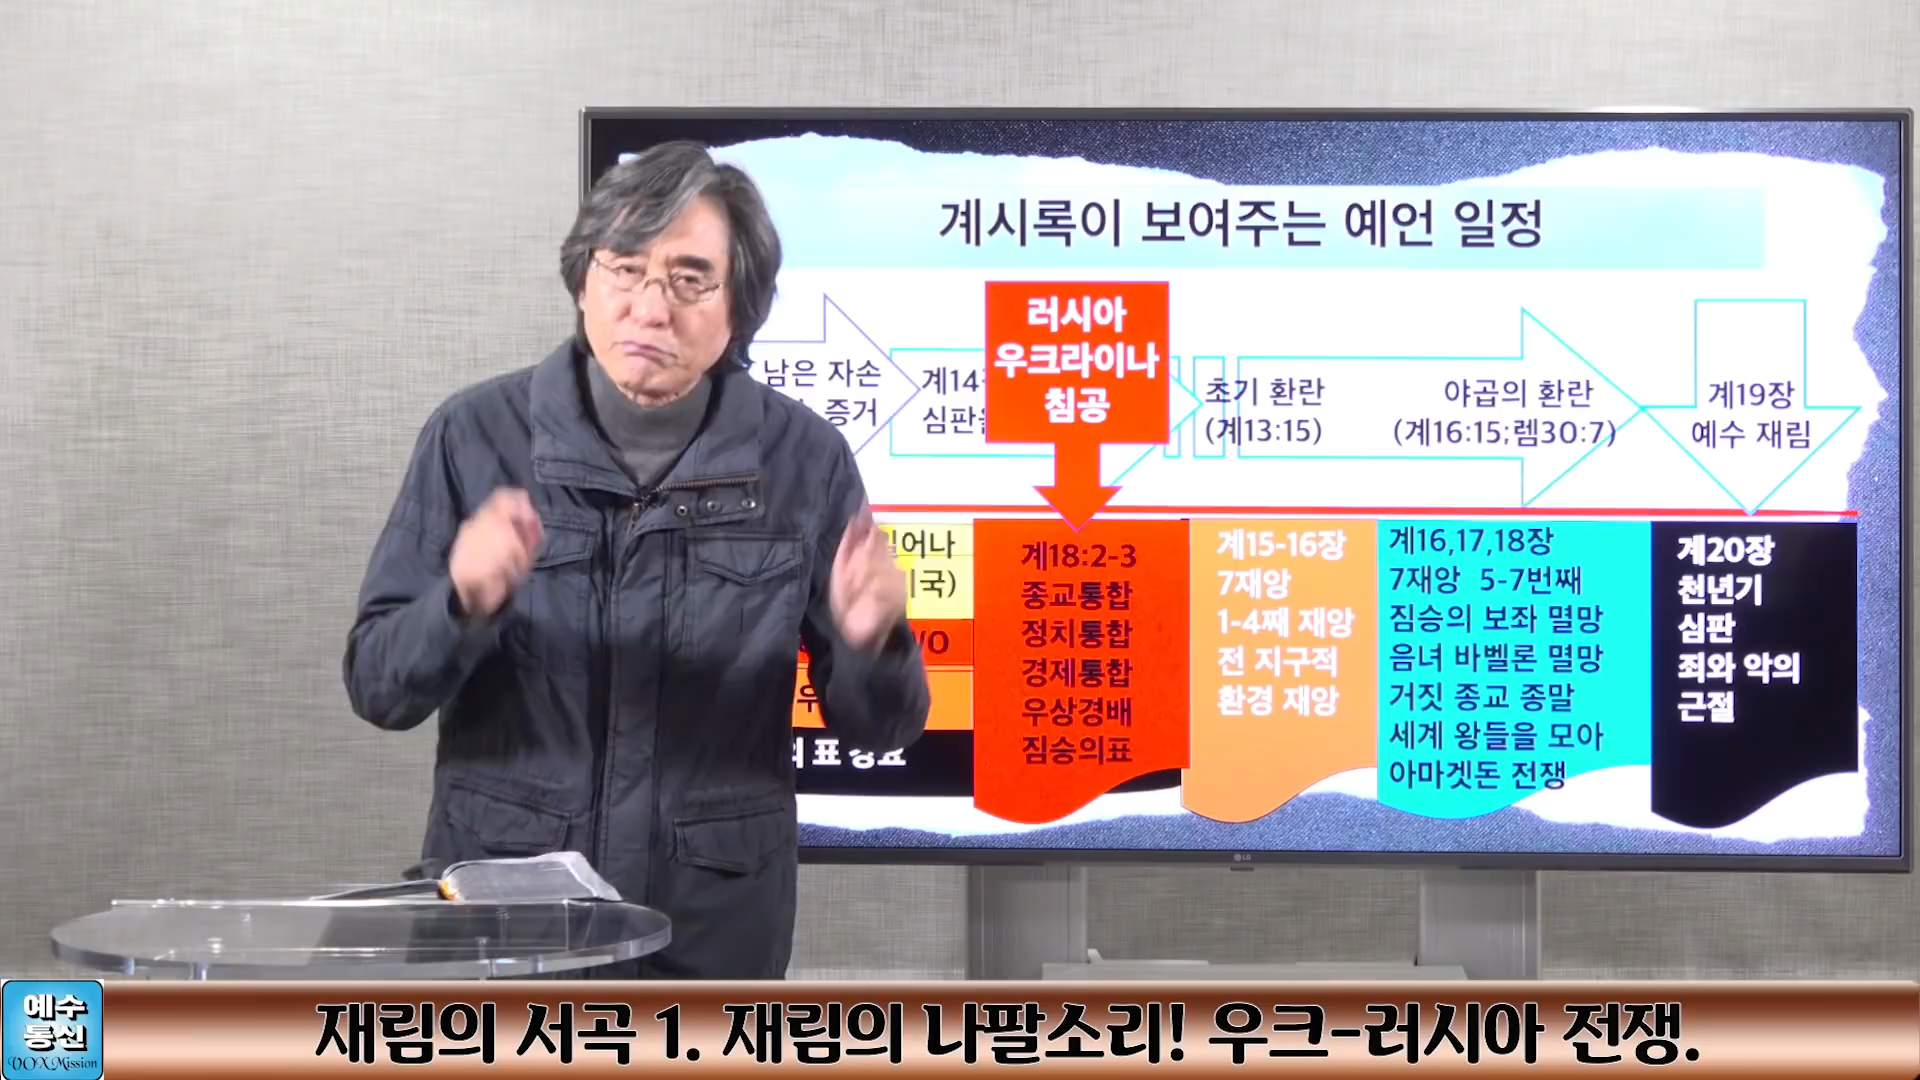 계시록이 보여주는 예언 일정
러시아
우크라이나
침공
남은 자손
증거
계14
심판
초기 환란
(계13:15)
야곱의 환란
(계16:15;렘30:7)
계19장
예수 재림
일어나
국)
계18:2-3
종교통합
정치통합
경제통합
우상경배
짐승의표
계15-16장
7재앙
1-4째 재앙
전 지구적
환경 재앙
계16,17,18장
7재앙 5-7번째
짐승의 보좌 멸망
음녀 바벨론 멸망
거짓 종교 종말
세계 왕들을 모아
아마겟돈 전쟁
계20장
천년기
심판
죄와 악의
근절
LG
예수
통신
VOX Mission
재림의 서곡 1. 재림의 나팔소리! 우크-러시아 전쟁.